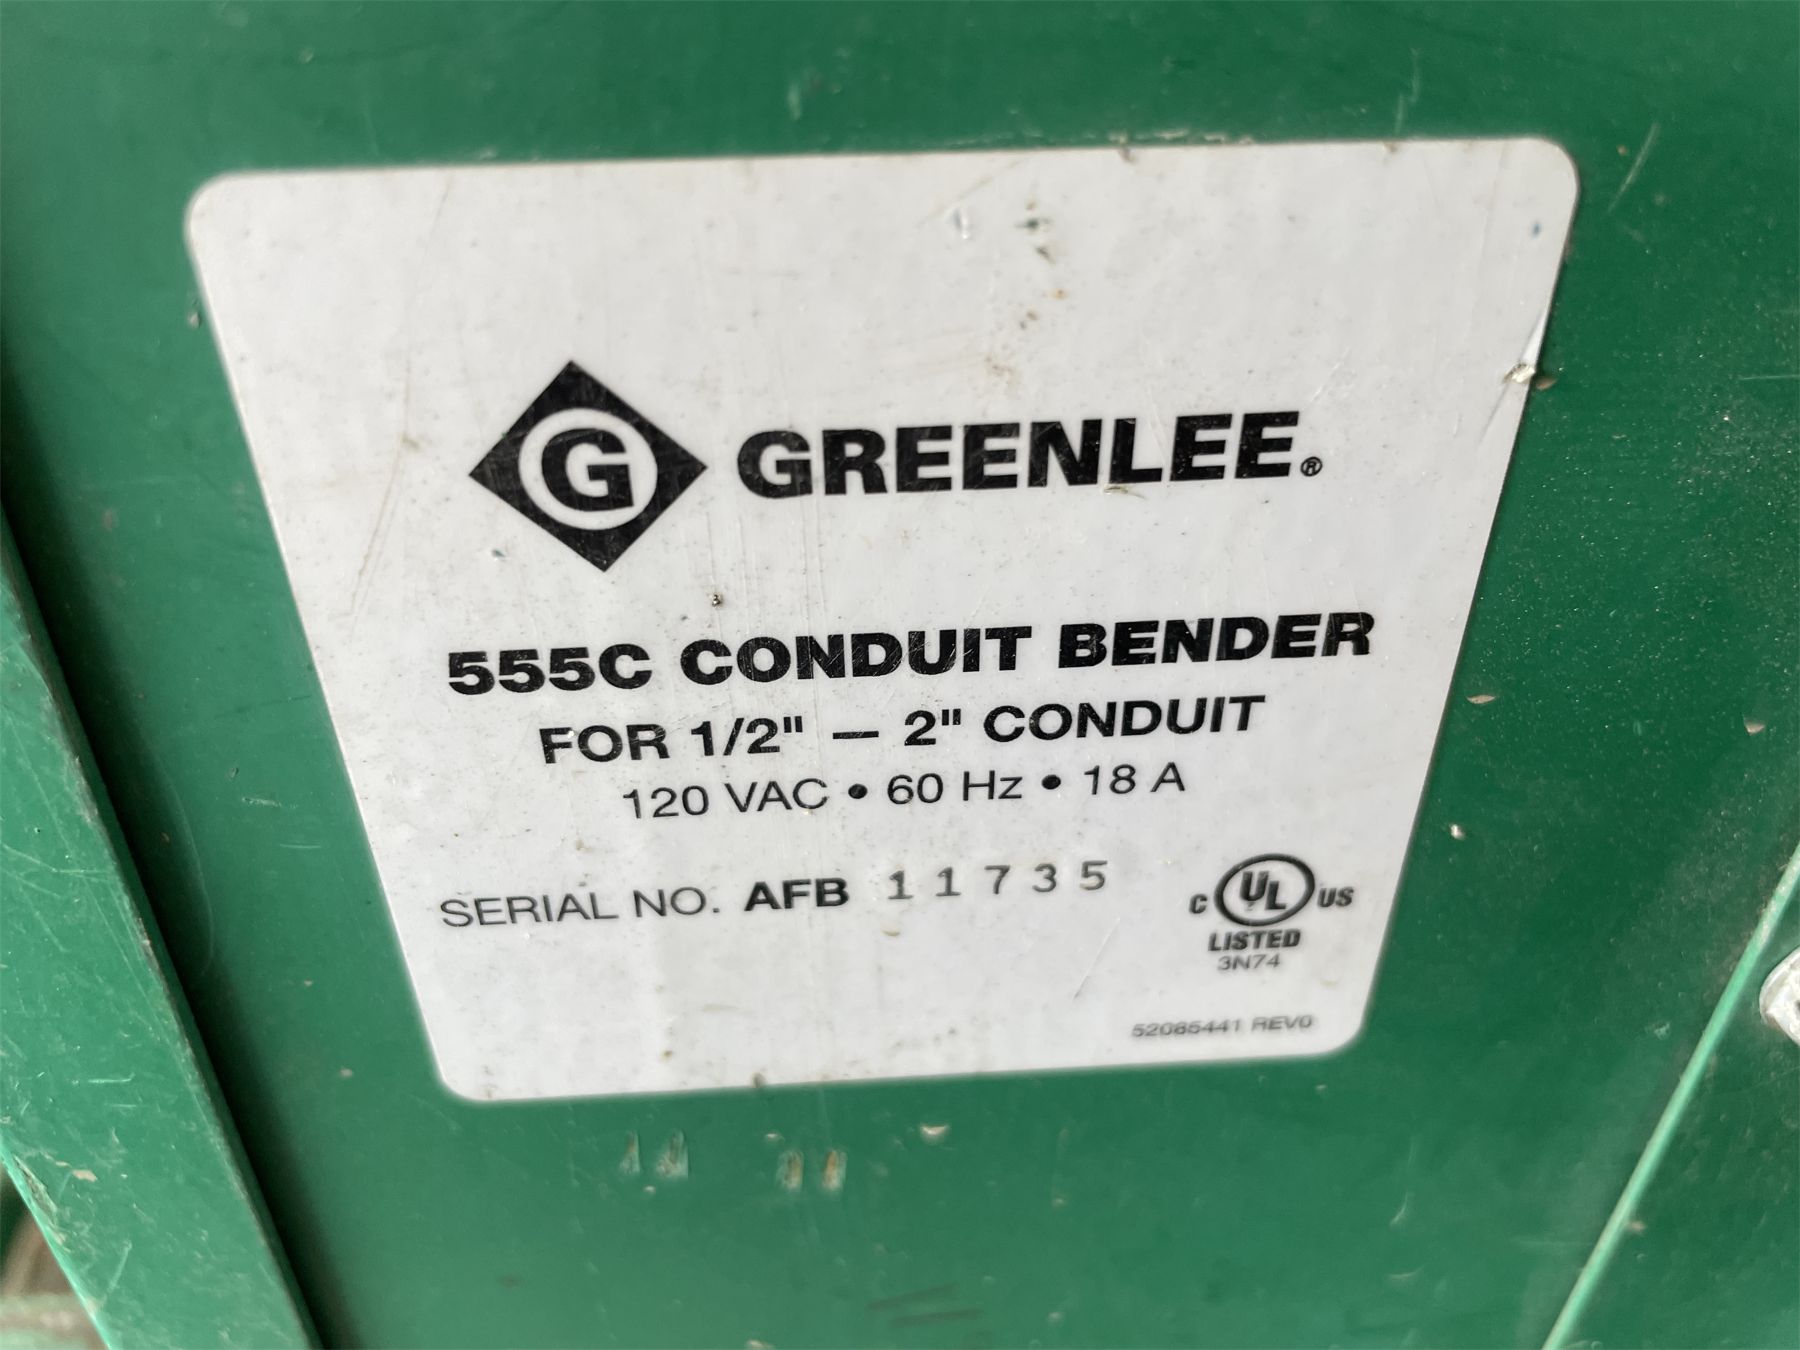 G GREENLEE®
555C CONDUIT BENDER
FOR 1/2" — 2" CONDUIT
120 VAC • 60 Hz • 18 A
SERIAL NO. AFB 11735
C UL US
LISTED
3N74
52085441 REV0